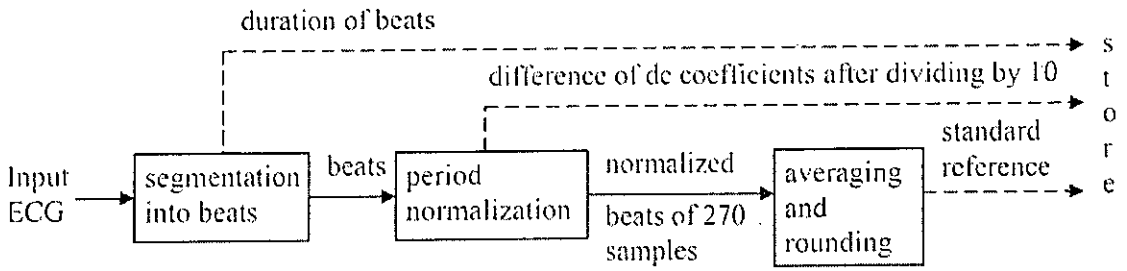 duration of beats
difference of dc coefficients after dividing by 10
s
t
o
r
e
Input
ECG
segmentation
into beats
beats
period
normalization
normalized
beats of 270
samples
averaging
and
rounding
standard
reference